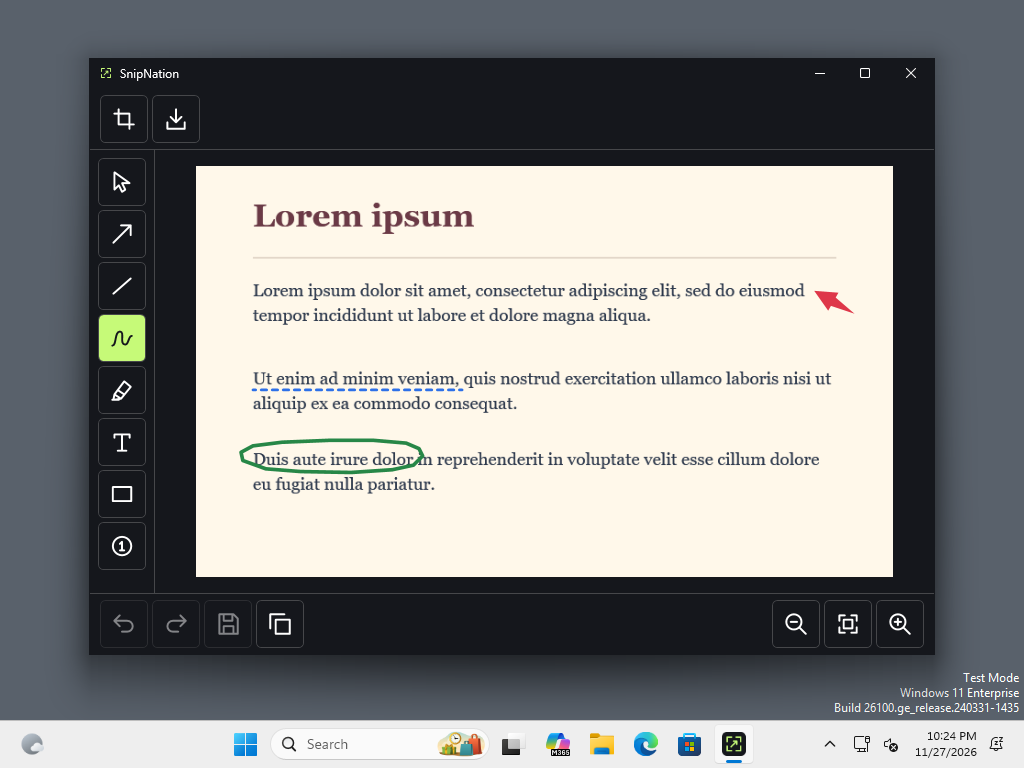 SnipNation
Lorem ipsum
Lorem ipsum dolor sit amet, consectetur adipiscing elit, sed do eiusmod
tempor incididunt ut labore et dolore magna aliqua.
Ut enim ad minim veniam, quis nostrud exercitation ullamco laboris nisi ut
aliquip ex ea commodo consequat.
Duis aute irure dolor in reprehenderit in voluptate velit esse cillum dolore
eu fugiat nulla pariatur.
T
1
Test Mode
Windows 11 Enterprise
Build 26100.ge_release.240331-1435
Search
M365
10:24 PM
11/27/2026